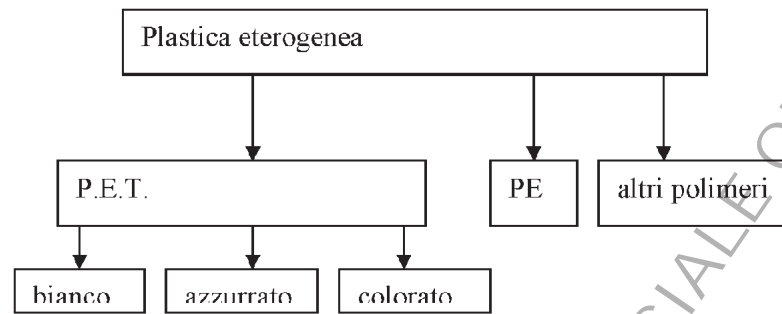 Plastica eterogenea
P.E.T.
PE
altri polimeri
bianco
azzurrato
colorato